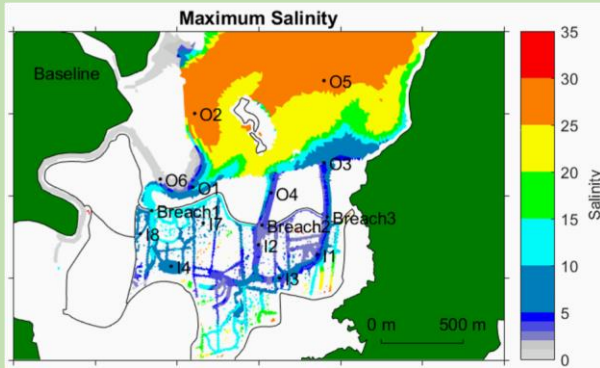 Maximum Salinity
Baseline
O5
O2
O3
O6
O1
O4
Breach1
I7
Breach2
Breach3
I8
I2
I1
I4
I3
0 m 500 m
35
30
25
20
15
10
5
0
Salinity